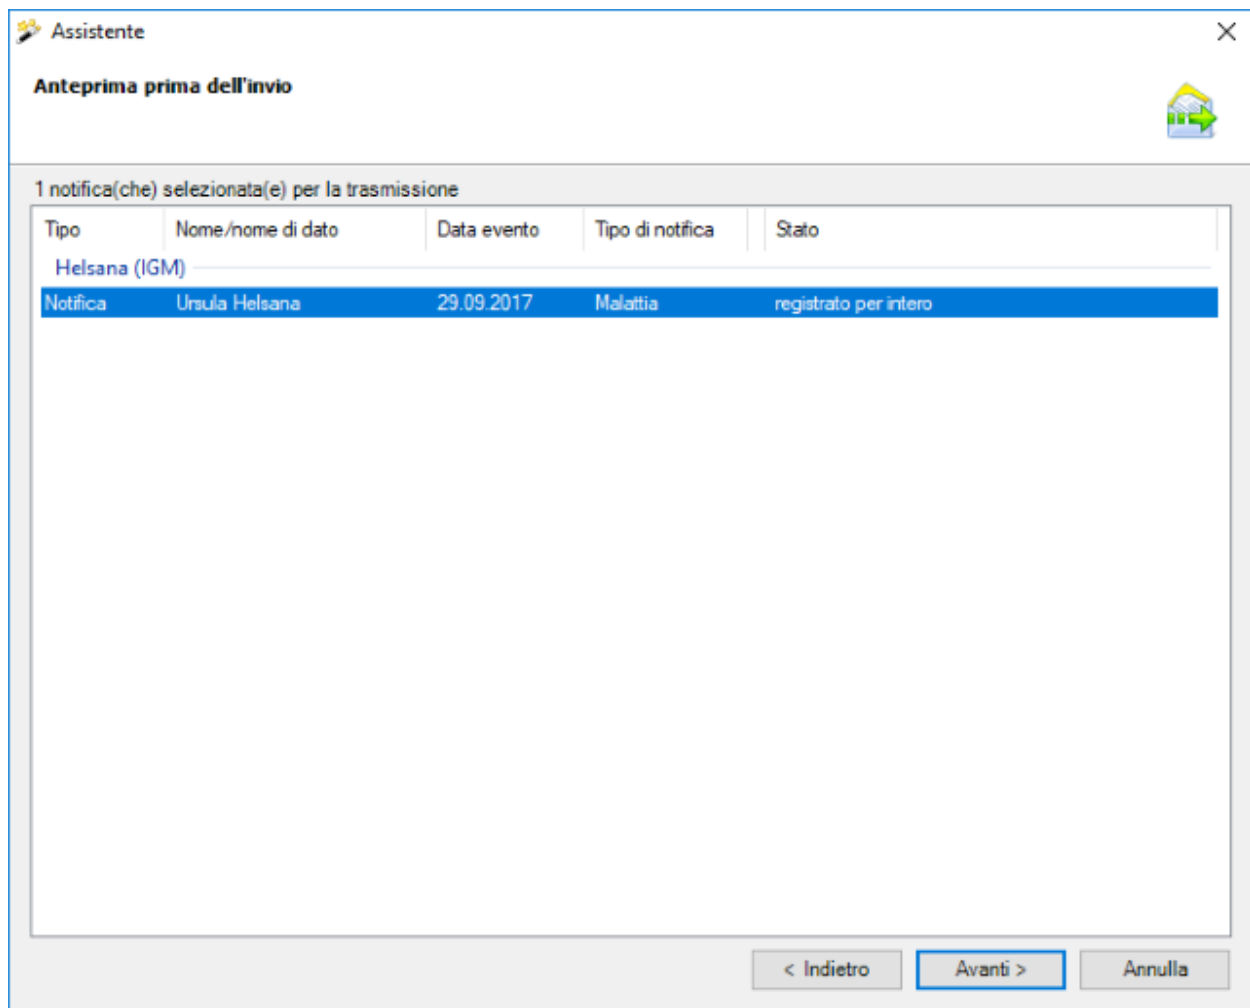 Assistente
Anteprima prima dell'invio
1 notifica(che) selezionata(e) per la trasmissione
Tipo Nome/nome di dato Data evento Tipo di notifica Stato
Helsana (IGM)
Notifica Ursula Helsana 29.09.2017 Malattia registrato per intero
< Indietro Avanti > Annulla